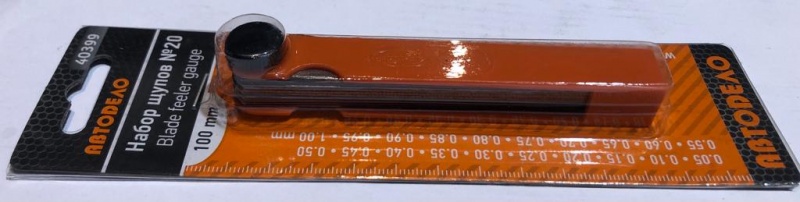 40399
АВТОDЕЛО
Набор щупов №20
Blade feeler gauge
100 mm
0.05 • 0.10 • 0.15 • 0.20 • 0.25 • 0.30 • 0.35 • 0.40 • 0.45 • 0.50
0.55 • 0.60 • 0.65 • 0.70 • 0.75 • 0.80 • 0.85 • 0.90 • 0.95 • 1.00 mm
АВТОDЕЛО